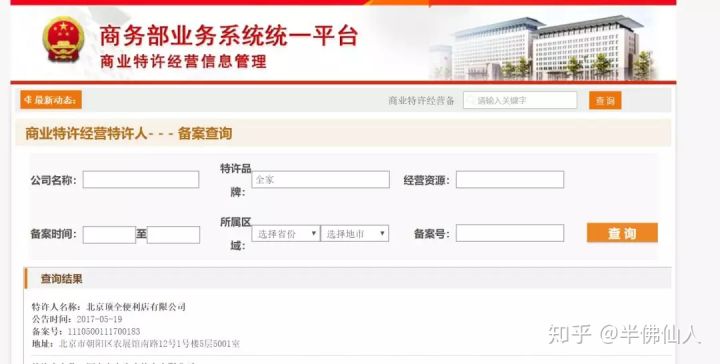 商务部业务系统统一平台
商业特许经营信息管理
最新动态: 商业特许经营备 请输入关键字 查询
商业特许经营特许人- - - 备案查询
公司名称: 特许品牌: 全家 经营资源:
备案时间: 至 所属区域: 选择省份 选择地市 备案号: 查 询
查询结果
特许人名称: 北京顶全便利店有限公司
公告时间: 2017-05-19
备案号: 1110500111700183
地址: 北京市朝阳区农展馆南路12号1号楼5层5001室
知乎 @半佛仙人